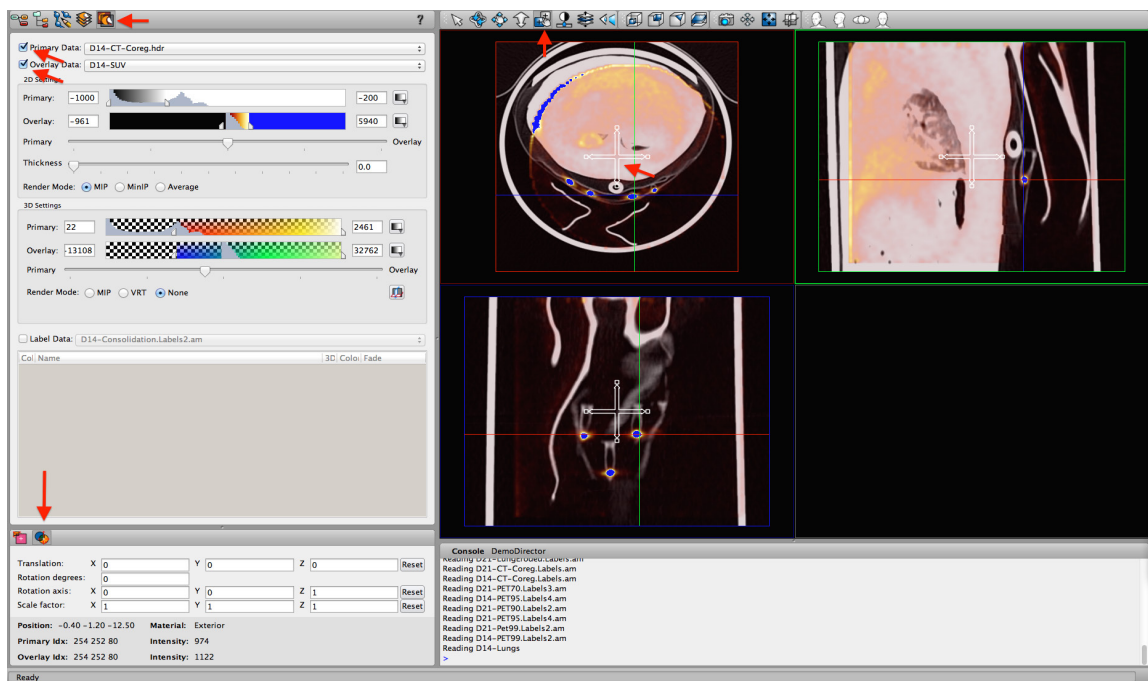 ?
Primary Data: D14-CT-Coreg.hdr
Overlay Data: D14-SUV
2D Settings
Primary: -1000 -200
Overlay: -961 5940
Primary Overlay
Thickness 0.0
Render Mode: MIP MinIP Average
3D Settings
Primary: 22 2461
Overlay: -13108 32762
Primary Overlay
Render Mode: MIP VRT None
Label Data: D14-Consolidation.Labels2.am
Col Name 3D Color Fade
Translation: X 0 Y 0 Z 0 Reset
Rotation degrees: 0
Rotation axis: X 0 Y 0 Z 1 Reset
Scale factor: X 1 Y 1 Z 1 Reset
Position: -0.40 -1.20 -12.50 Material: Exterior
Primary Idx: 254 252 80 Intensity: 974
Overlay Idx: 254 252 80 Intensity: 1122
Ready
Console DemoDirector
Reading D21-LungEroded.Labels.am
Reading D21-CT-Coreg.Labels.am
Reading D14-CT-Coreg.Labels.am
Reading D21-PET70.Labels3.am
Reading D14-PET95.Labels4.am
Reading D21-PET90.Labels2.am
Reading D21-PET95.Labels4.am
Reading D21-Pet99.Labels2.am
Reading D14-PET99.Labels2.am
Reading D14-Lungs
>